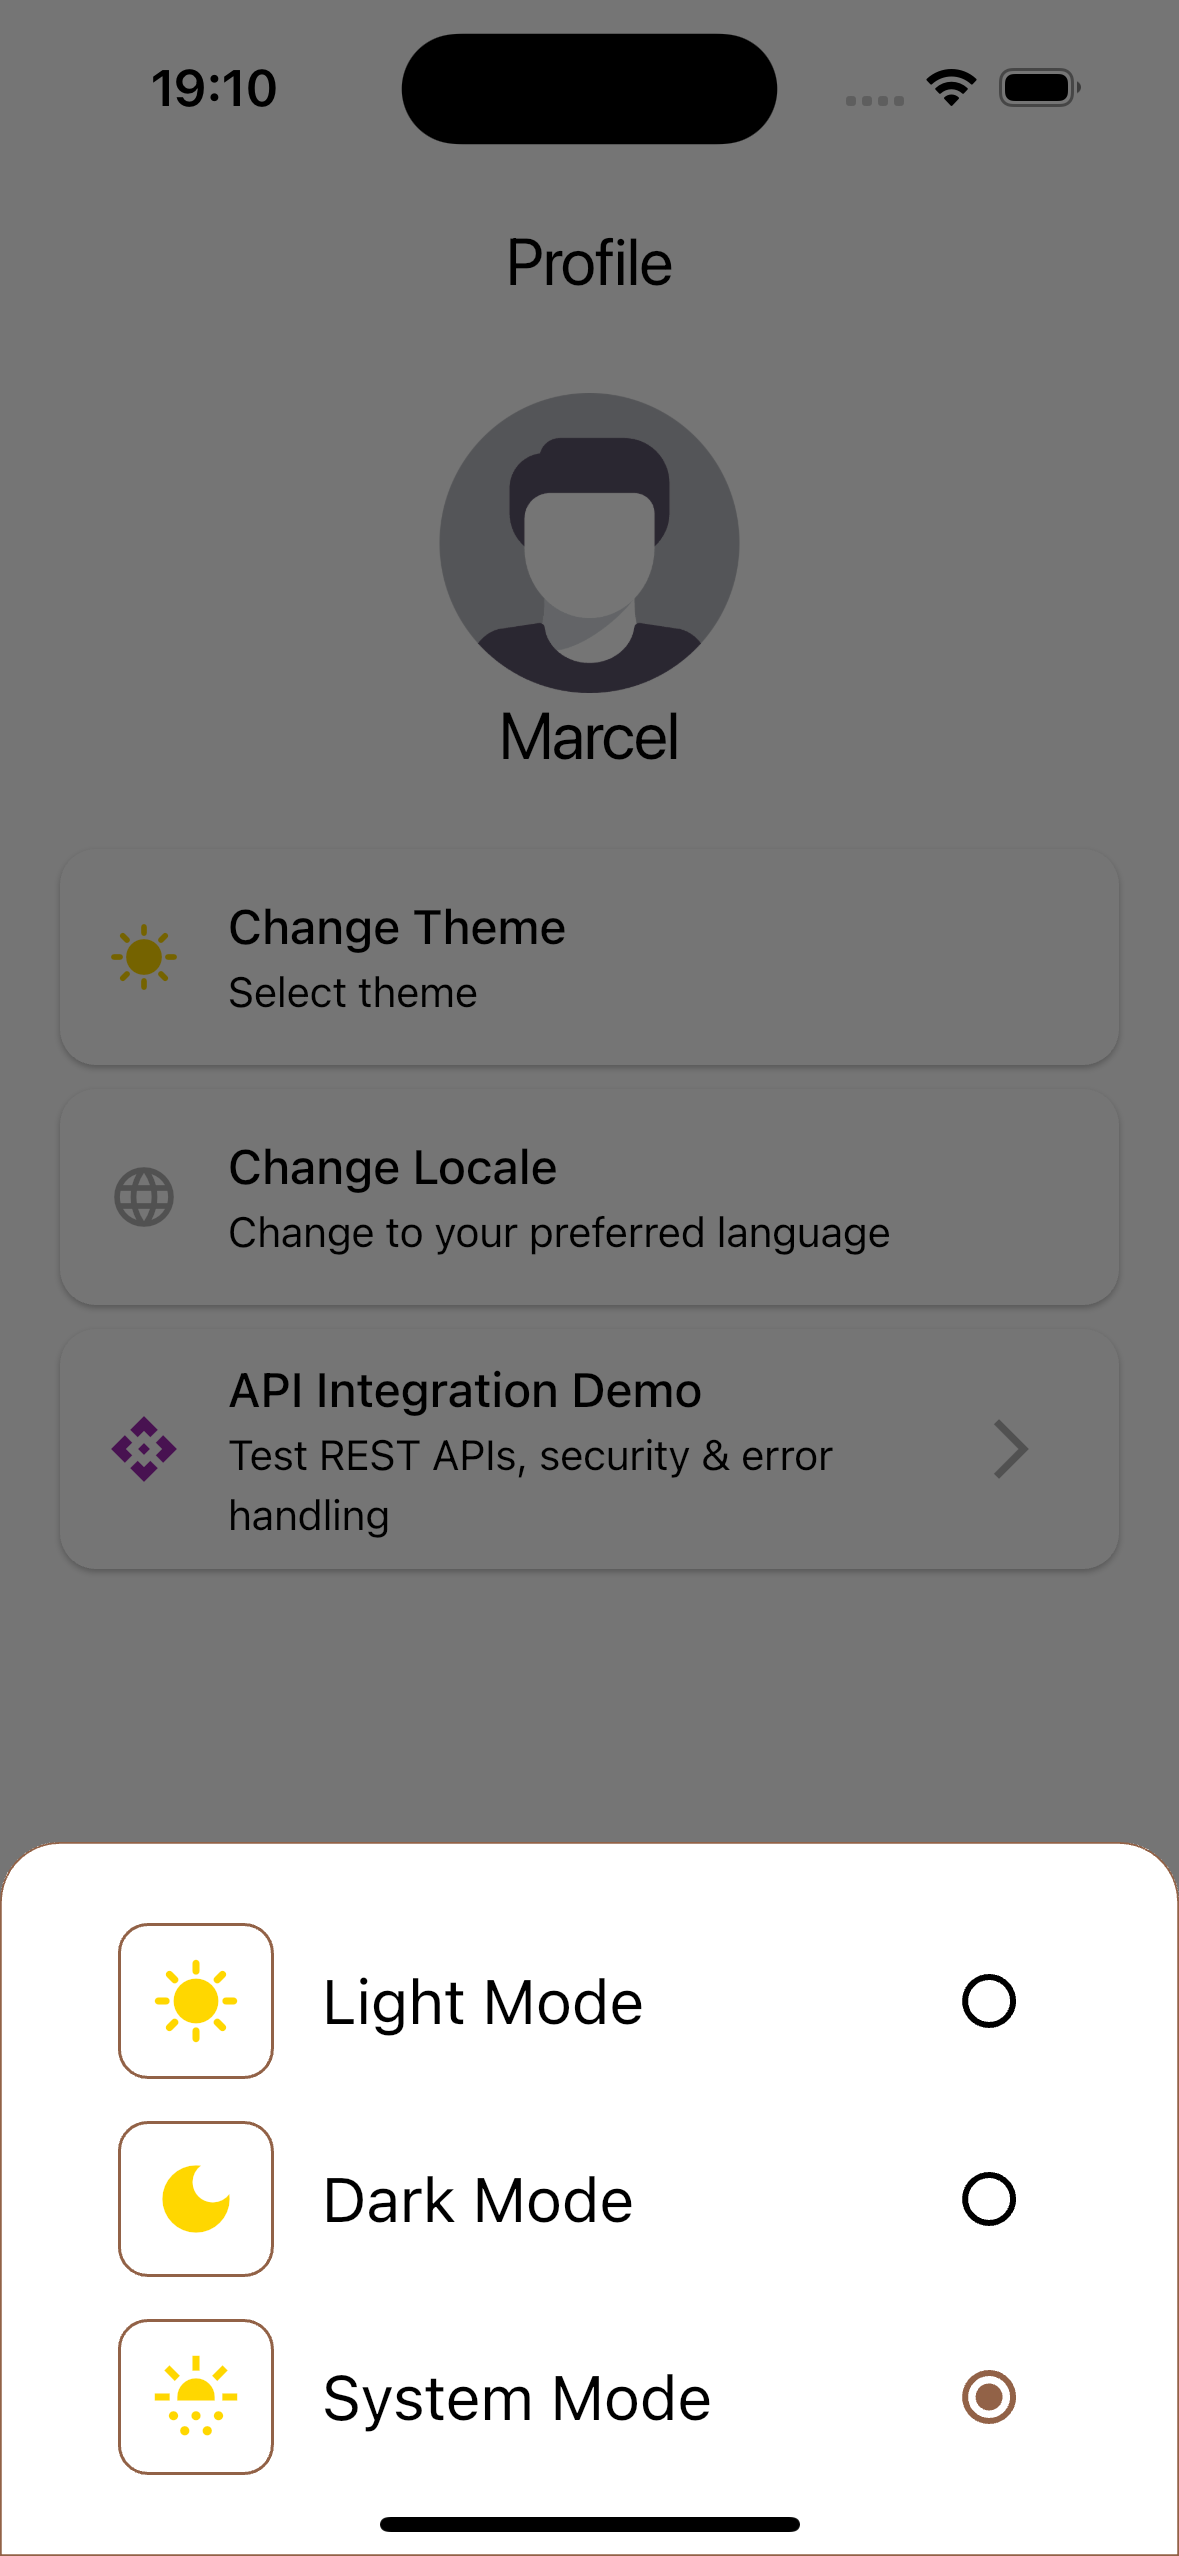 19:10
Profile
Marcel
Change Theme
Select theme
Change Locale
Change to your preferred language
API Integration Demo
Test REST APIs, security & error
handling
Light Mode
Dark Mode
System Mode